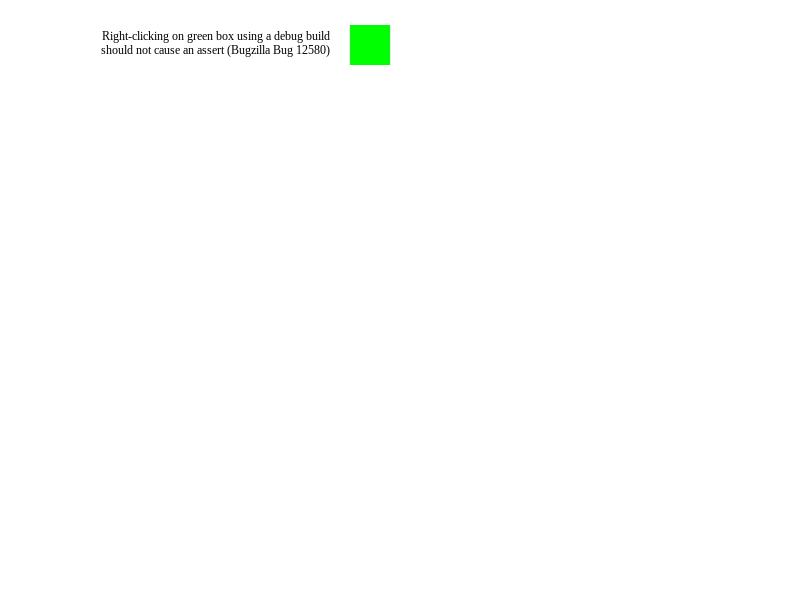 Right-clicking on green box using a debug build
should not cause an assert (Bugzilla Bug 12580)